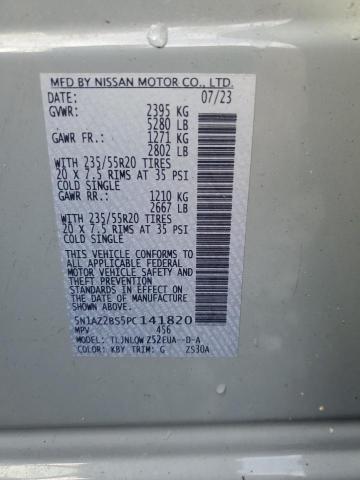 MFD BY NISSAN MOTOR CO., LTD.
DATE: 07/23
GVWR: 2395 KG
5280 LB
GAWR FR.: 1271 KG
2802 LB
WITH 235/55R20 TIRES
20 X 7.5 RIMS AT 35 PSI
COLD SINGLE
GAWR RR.: 1210 KG
2667 LB
WITH 235/55R20 TIRES
20 X 7.5 RIMS AT 35 PSI
COLD SINGLE
THIS VEHICLE CONFORMS TO
ALL APPLICABLE FEDERAL
MOTOR VEHICLE SAFETY
AND THEFT PREVENTION
STANDARDS IN EFFECT ON
THE DATE OF MANUFACTURE
SHOWN ABOVE.
5N1AZ2BS5PC141820
MPV 456
MODEL: TLJNLQWZ52EUA--D-A
COLOR: KBY TRIM: G ZS30A